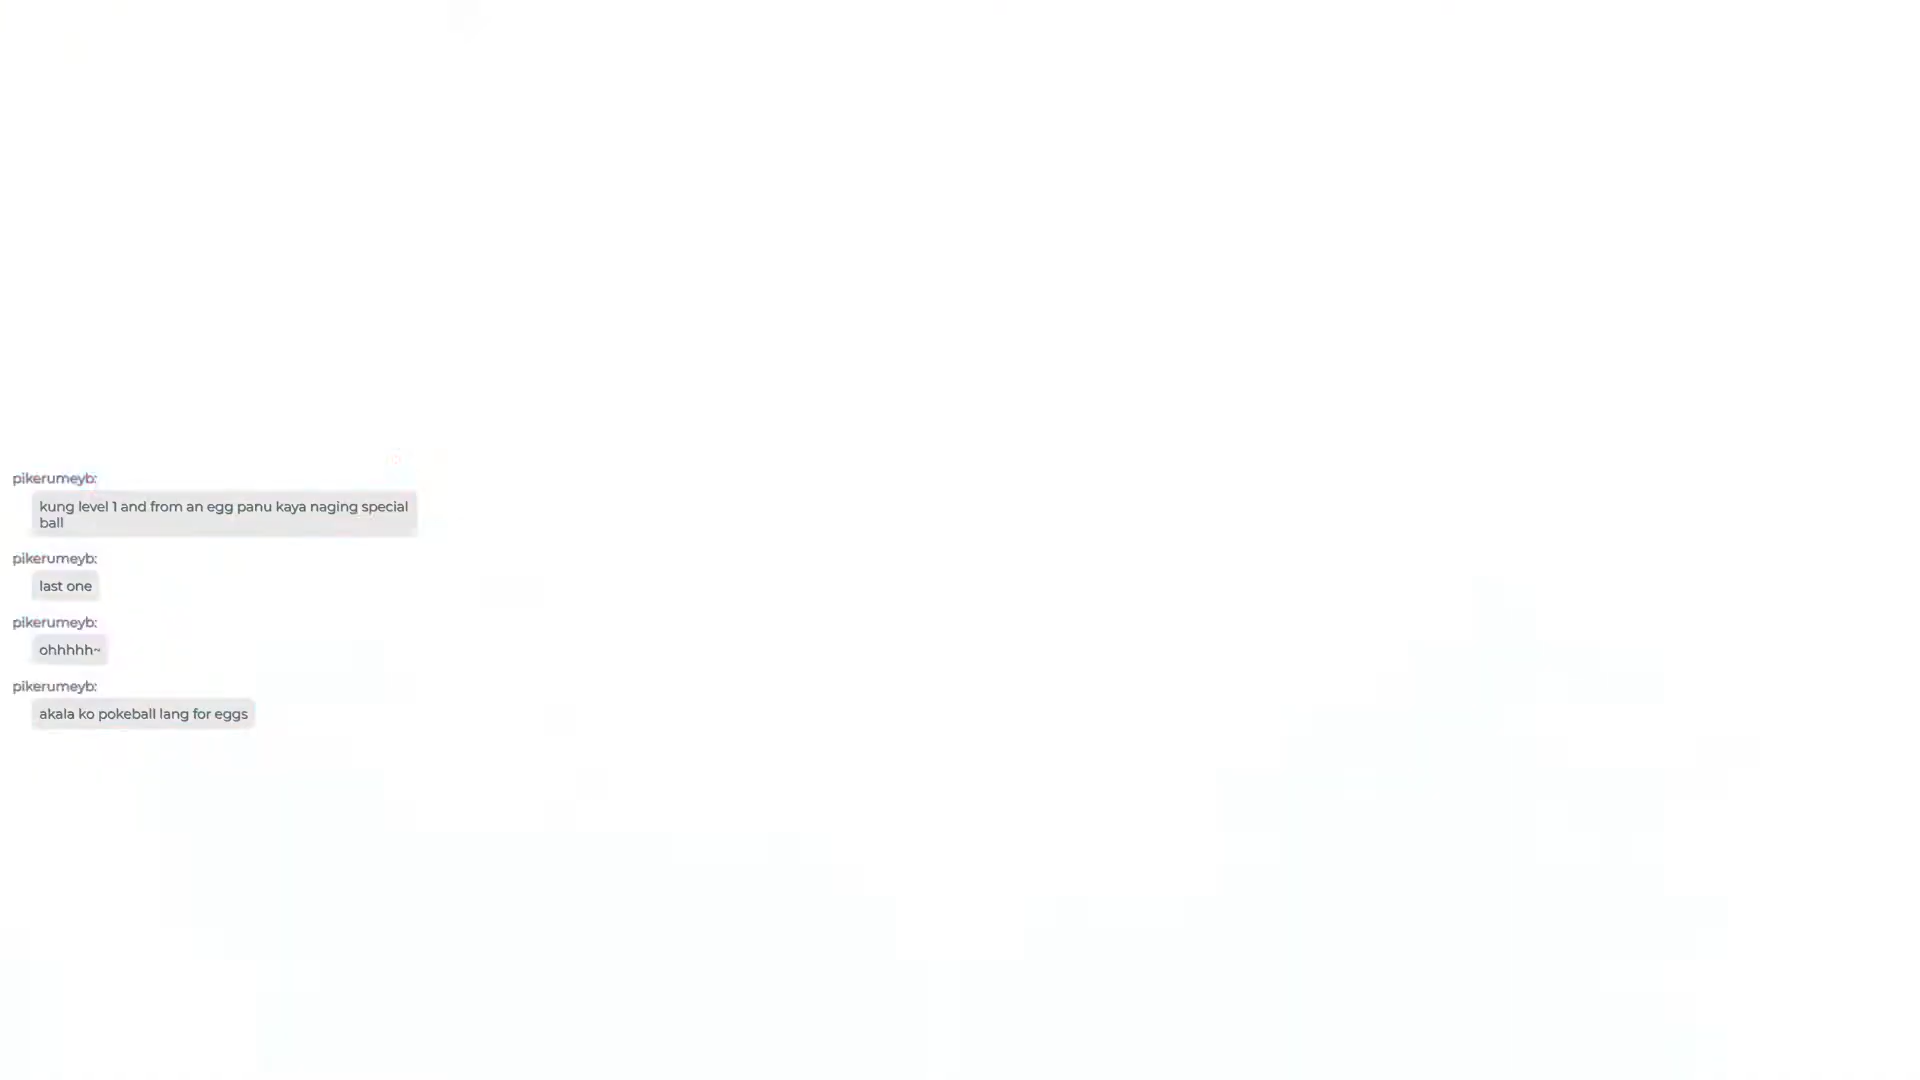 pikerumeyb:
kung level 1 and from an egg panu kaya naging special
ball
pikerumeyb:
last one
pikerumeyb:
ohhhhh~
pikerumeyb:
akala ko pokeball lang for eggs